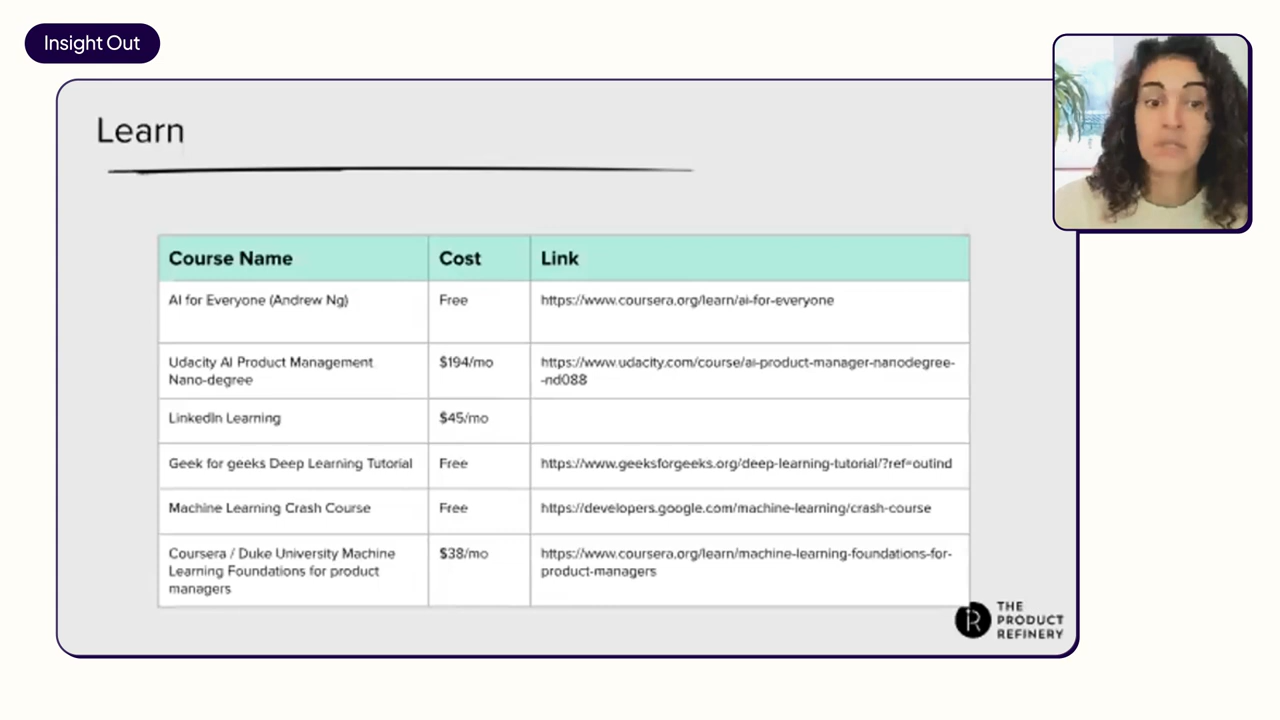 Insight Out
Learn
Course Name Cost Link
AI for Everyone (Andrew Ng) Free https://www.coursera.org/learn/ai-for-everyone
Udacity AI Product Management $194/mo https://www.udacity.com/course/ai-product-manager-nanodegree-
Nano-degree -nd088
LinkedIn Learning $45/mo
Geek for geeks Deep Learning Tutorial Free https://www.geeksforgeeks.org/deep-learning-tutorial/?ref=outind
Machine Learning Crash Course Free https://developers.google.com/machine-learning/crash-course
Coursera / Duke University Machine $38/mo https://www.coursera.org/learn/machine-learning-foundations-for-
Learning Foundations for product product-managers
managers
THE
PRODUCT
REFINERY